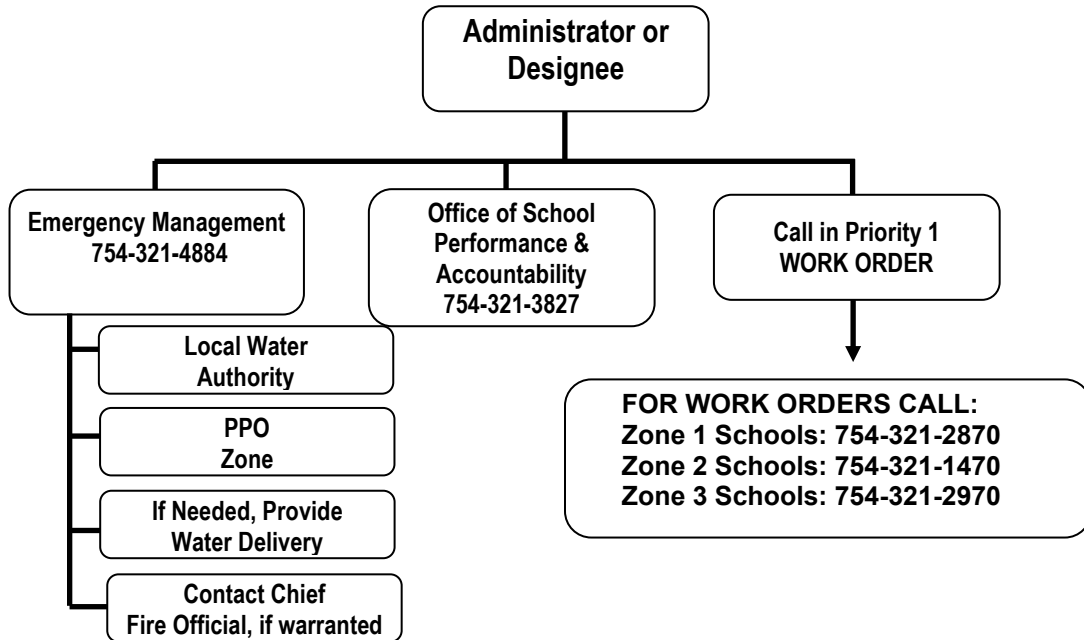 Administrator or
Designee
Emergency Management
754-321-4884
Office of School
Performance &
Accountability
754-321-3827
Call in Priority 1
WORK ORDER
Local Water
Authority
PPO
Zone
If Needed, Provide
Water Delivery
Contact Chief
Fire Official, if warranted
FOR WORK ORDERS CALL:
Zone 1 Schools: 754-321-2870
Zone 2 Schools: 754-321-1470
Zone 3 Schools: 754-321-2970